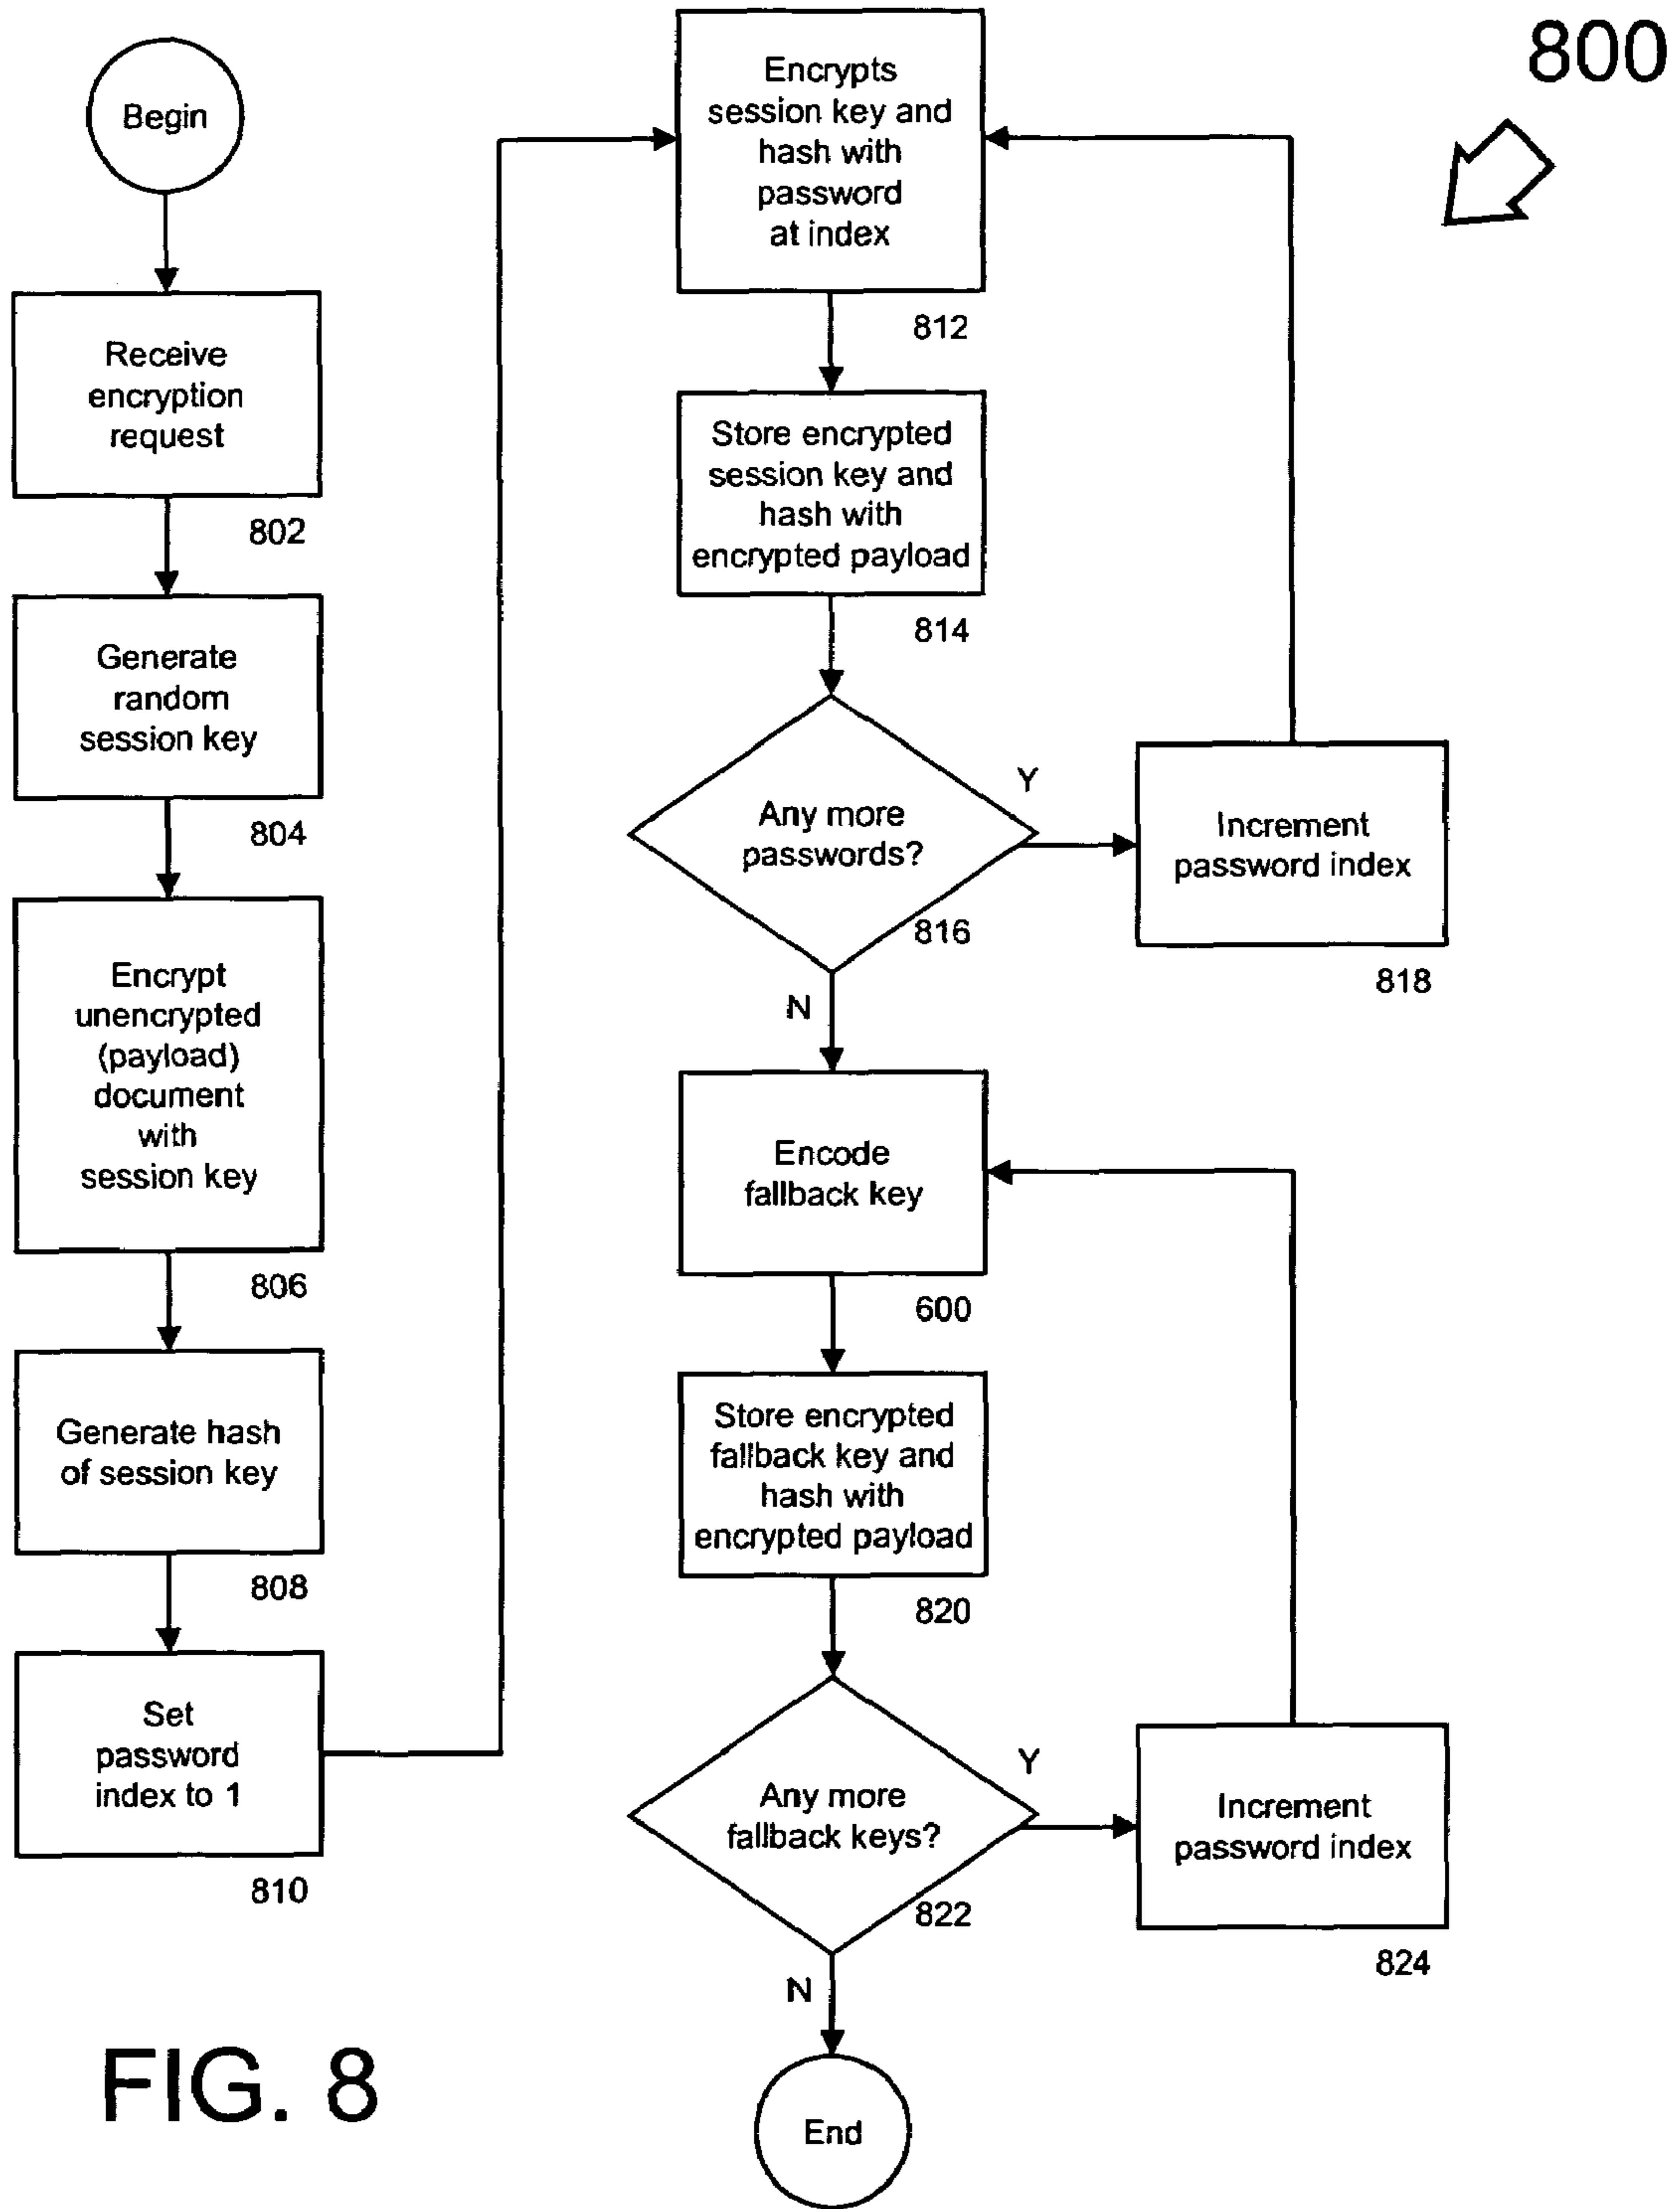 800
Begin
Receive
encryption
request
802
Generate
random
session key
804
Encrypt
unencrypted
(payload)
document
with
session key
806
Generate hash
of session key
808
Set
password
index to 1
810
Encrypts
session key and
hash with
password
at index
812
Store encrypted
session key and
hash with
encrypted payload
814
Any more
passwords?
816
Y
Increment
password index
818
N
Encode
fallback key
600
Store encrypted
fallback key and
hash with
encrypted payload
820
Any more
fallback keys?
822
Y
Increment
password index
824
N
End
FIG. 8